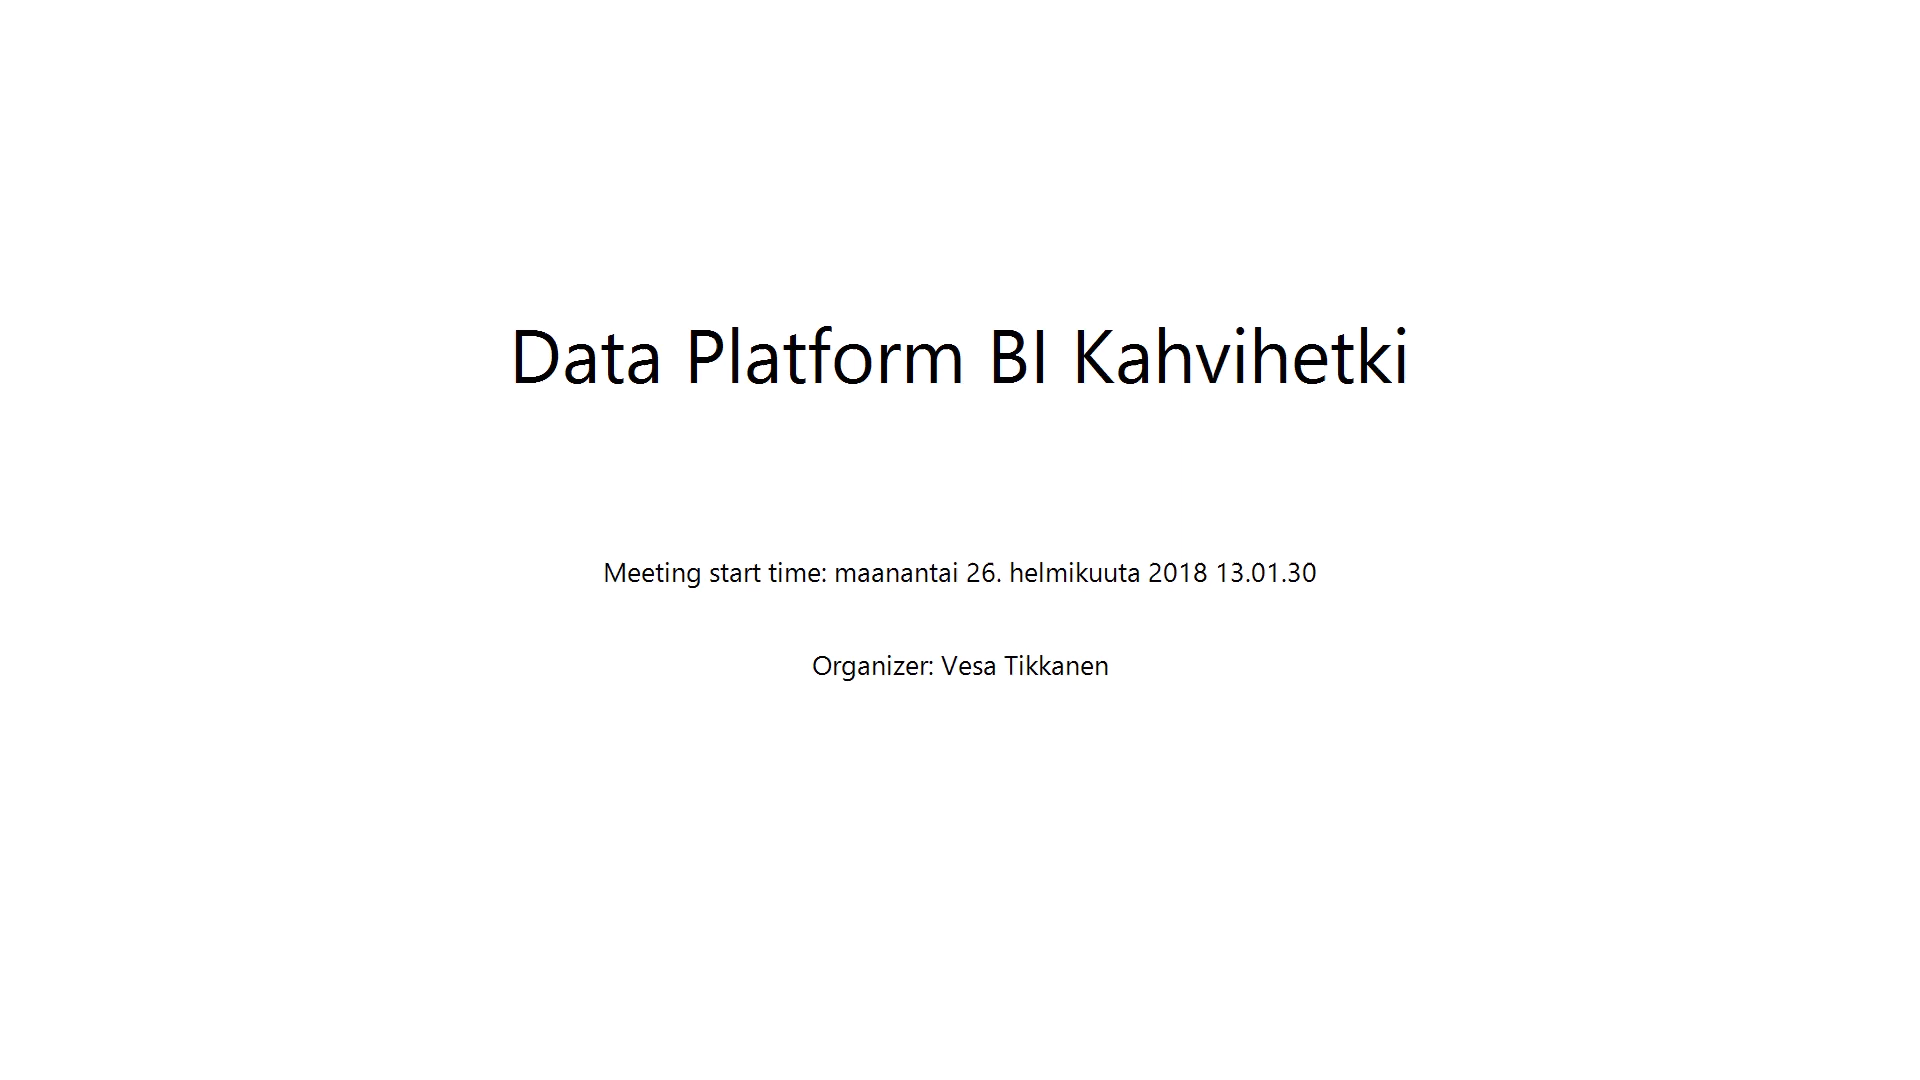 Data Platform BI Kahvihetki
Meeting start time: maanantai 26. helmikuuta 2018 13.01.30
Organizer: Vesa Tikkanen